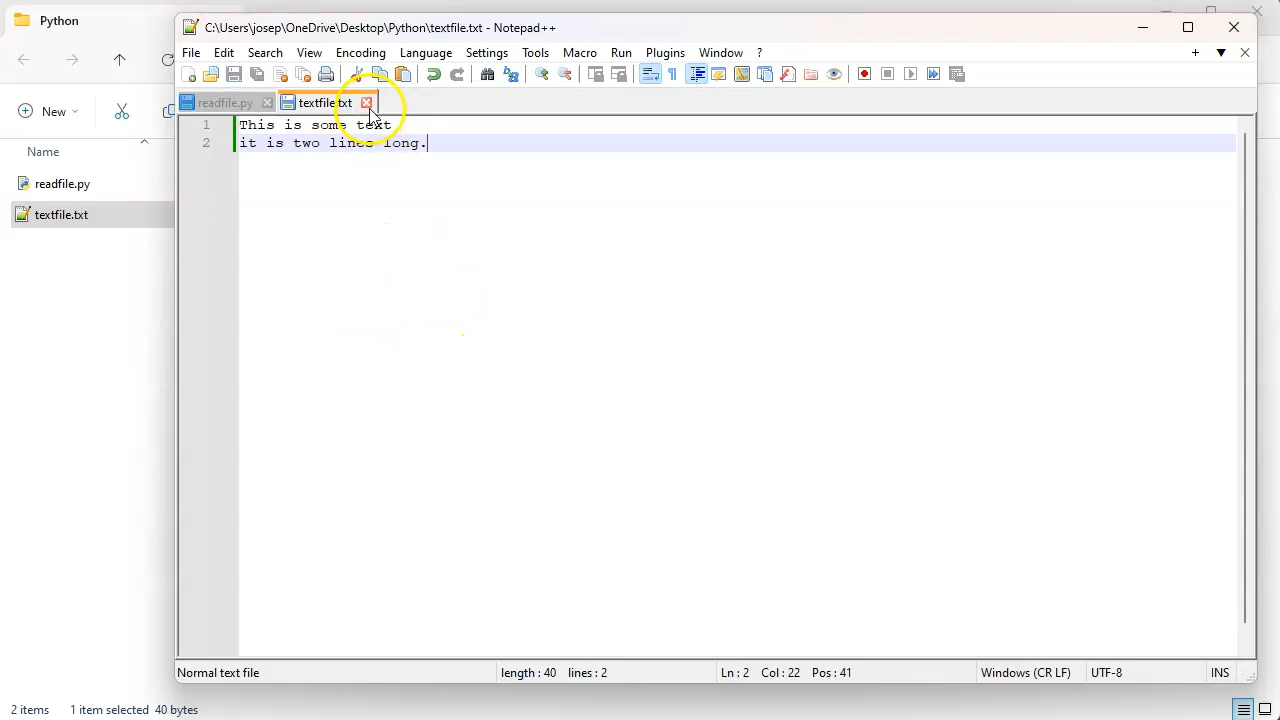 Python
C:\Users\josep\OneDrive\Desktop\Python\textfile.txt - Notepad++
File Edit Search View Encoding Language Settings Tools Macro Run Plugins Window ?
New
readfile.py textfile.txt
1 This is some text
2 it is two lines long.
Name
readfile.py
textfile.txt
Normal text file length : 40 lines : 2 Ln : 2 Col : 22 Pos : 41 Windows (CR LF) UTF-8 INS
2 items 1 item selected 40 bytes